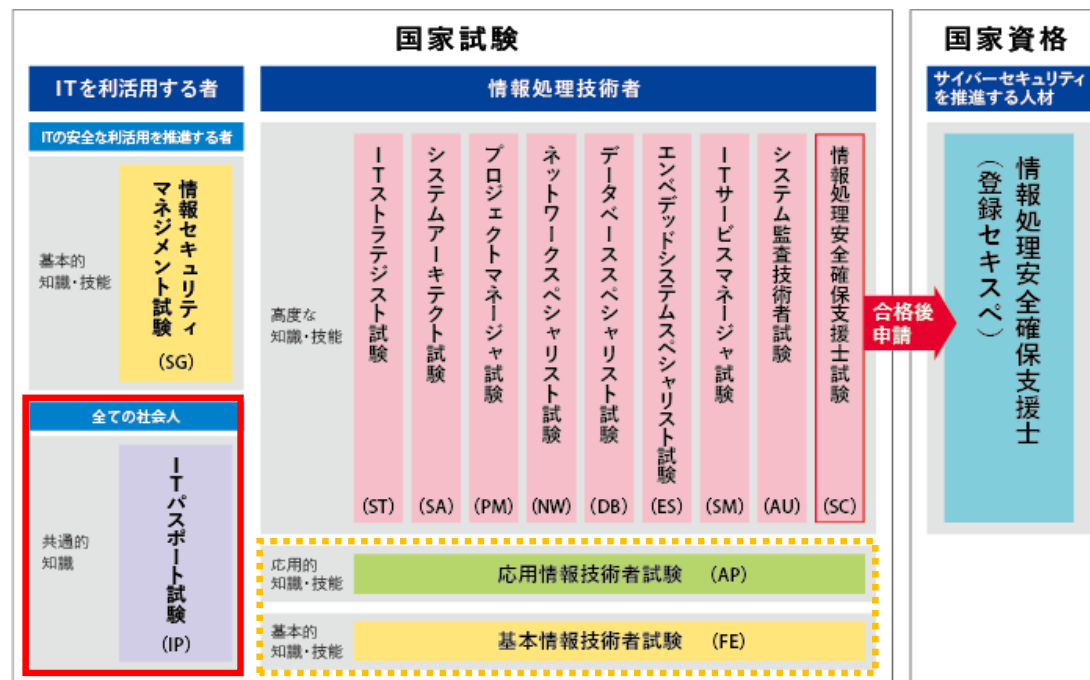 国家試験
国家資格
ITを利活用する者
情報処理技術者
サイバーセキュリティ
を推進する人材
ITの安全な利活用を推進する者
基本的
知識・技能
情報セキュリティ
マネジメント試験
(SG)
全ての社会人
共通的
知識
ITパスポート試験
(IP)
高度な
知識・技能
ITストラテジスト試験
(ST)
システムアーキテクト試験
(SA)
プロジェクトマネージャ試験
(PM)
ネットワークスペシャリスト試験
(NW)
データベーススペシャリスト試験
(DB)
エンベデッドシステムスペシャリスト試験
(ES)
ITサービスマネージャ試験
(SM)
システム監査技術者試験
(AU)
情報処理安全確保支援士試験
(SC)
合格後
申請
情報処理安全確保支援士
(登録セキスペ)
応用的
知識・技能
応用情報技術者試験 (AP)
基本的
知識・技能
基本情報技術者試験 (FE)